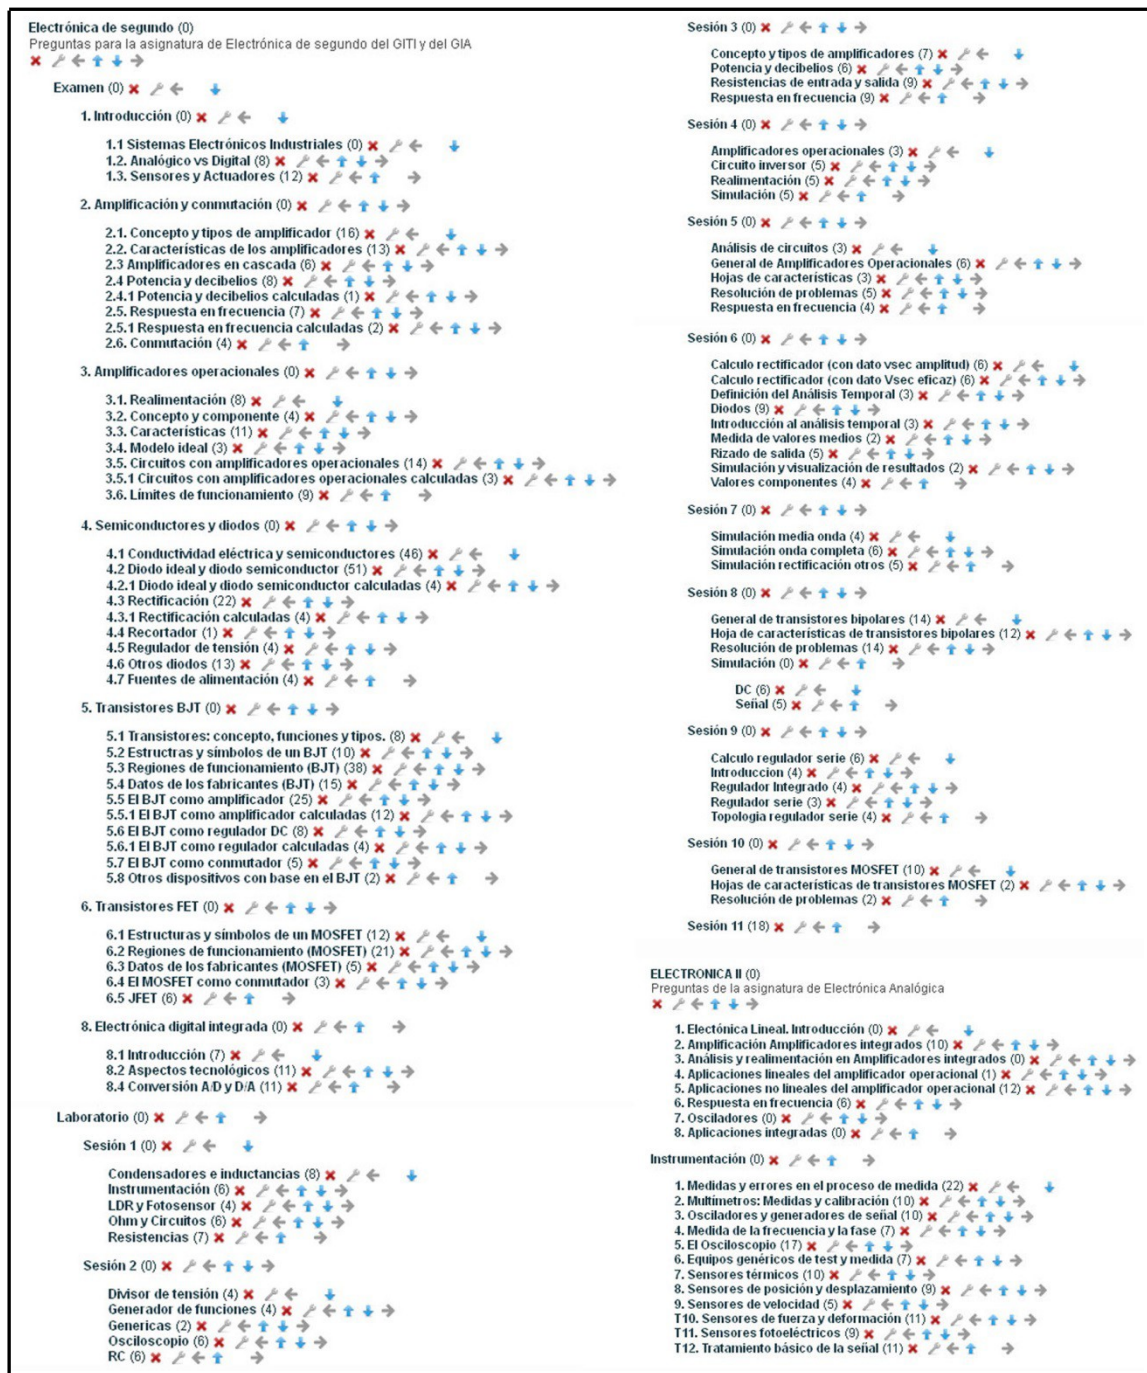 Electrónica de segundo (0)
Preguntas para la asignatura de Electrónica de segundo del GITI y del GIA
Examen (0)
1. Introducción (0)
1.1 Sistemas Electrónicos Industriales (0)
1.2. Analógico vs Digital (8)
1.3. Sensores y Actuadores (12)
2. Amplificación y conmutación (0)
2.1. Concepto y tipos de amplificador (16)
2.2. Características de los amplificadores (13)
2.3 Amplificadores en cascada (6)
2.4 Potencia y decibelios (8)
2.4.1 Potencia y decibelios calculadas (1)
2.5. Respuesta en frecuencia (7)
2.5.1 Respuesta en frecuencia calculadas (2)
2.6. Conmutación (4)
3. Amplificadores operacionales (0)
3.1. Realimentación (8)
3.2. Concepto y componente (4)
3.3. Características (11)
3.4. Modelo ideal (3)
3.5. Circuitos con amplificadores operacionales (14)
3.5.1 Circuitos con amplificadores operacionales calculadas (3)
3.6. Límites de funcionamiento (9)
4. Semiconductores y diodos (0)
4.1 Conductividad eléctrica y semiconductores (46)
4.2 Diodo ideal y diodo semiconductor (51)
4.2.1 Diodo ideal y diodo semiconductor calculadas (4)
4.3 Rectificación (22)
4.3.1 Rectificación calculadas (4)
4.4 Recortador (1)
4.5 Regulador de tensión (4)
4.6 Otros diodos (13)
4.7 Fuentes de alimentación (4)
5. Transistores BJT (0)
5.1 Transistores: concepto, funciones y tipos. (8)
5.2 Estructras y símbolos de un BJT (10)
5.3 Regiones de funcionamiento (BJT) (38)
5.4 Datos de los fabricantes (BJT) (15)
5.5 El BJT como amplificador (25)
5.5.1 El BJT como amplificador calculadas (12)
5.6 El BJT como regulador DC (8)
5.6.1 El BJT como regulador calculadas (4)
5.7 El BJT como conmutador (5)
5.8 Otros dispositivos con base en el BJT (2)
6. Transistores FET (0)
6.1 Estructuras y símbolos de un MOSFET (12)
6.2 Regiones de funcionamiento (MOSFET) (21)
6.3 Datos de los fabricantes (MOSFET) (5)
6.4 El MOSFET como conmutador (3)
6.5 JFET (6)
8. Electrónica digital integrada (0)
8.1 Introducción (7)
8.2 Aspectos tecnológicos (11)
8.4 Conversión A/D y D/A (11)
Laboratorio (0)
Sesión 1 (0)
Condensadores e inductancias (8)
Instrumentación (6)
LDR y Fotosensor (4)
Ohm y Circuitos (6)
Resistencias (7)
Sesión 2 (0)
Divisor de tensión (4)
Generador de funciones (4)
Genericas (2)
Osciloscopio (6)
RC (6)
Sesión 3 (0)
Concepto y tipos de amplificadores (7)
Potencia y decibelios (6)
Resistencias de entrada y salida (9)
Respuesta en frecuencia (9)
Sesión 4 (0)
Amplificadores operacionales (3)
Circuito inversor (5)
Realimentación (5)
Simulación (5)
Sesión 5 (0)
Análisis de circuitos (3)
General de Amplificadores Operacionales (6)
Hojas de características (3)
Resolución de problemas (5)
Respuesta en frecuencia (4)
Sesión 6 (0)
Calculo rectificador (con dato vsec amplitud) (6)
Calculo rectificador (con dato Vsec eficaz) (6)
Definición del Análisis Temporal (3)
Diodos (9)
Introducción al análisis temporal (3)
Medida de valores medios (2)
Rizado de salida (5)
Simulación y visualización de resultados (2)
Valores componentes (4)
Sesión 7 (0)
Simulación media onda (4)
Simulación onda completa (6)
Simulación rectificación otros (5)
Sesión 8 (0)
General de transistores bipolares (14)
Hoja de características de transistores bipolares (12)
Resolución de problemas (14)
Simulación (0)
DC (6)
Señal (5)
Sesión 9 (0)
Calculo regulador serie (6)
Introduccion (4)
Regulador Integrado (4)
Regulador serie (3)
Topologia regulador serie (4)
Sesión 10 (0)
General de transistores MOSFET (10)
Hojas de características de transistores MOSFET (2)
Resolución de problemas (2)
Sesión 11 (18)
ELECTRONICA II (0)
Preguntas de la asignatura de Electrónica Analógica
1. Electónica Lineal. Introducción (0)
2. Amplificación Amplificadores integrados (10)
3. Análisis y realimentación en Amplificadores integrados (0)
4. Aplicaciones lineales del amplificador operacional (1)
5. Aplicaciones no lineales del amplificador operacional (12)
6. Respuesta en frecuencia (6)
7. Osciladores (0)
8. Aplicaciones integradas (0)
Instrumentación (0)
1. Medidas y errores en el proceso de medida (22)
2. Multímetros: Medidas y calibración (10)
3. Osciladores y generadores de señal (10)
4. Medida de la frecuencia y la fase (7)
5. El Osciloscopio (17)
6. Equipos genéricos de test y medida (7)
7. Sensores térmicos (10)
8. Sensores de posición y desplazamiento (9)
9. Sensores de velocidad (5)
T10. Sensores de fuerza y deformación (11)
T11. Sensores fotoeléctricos (9)
T12. Tratamiento básico de la señal (11)